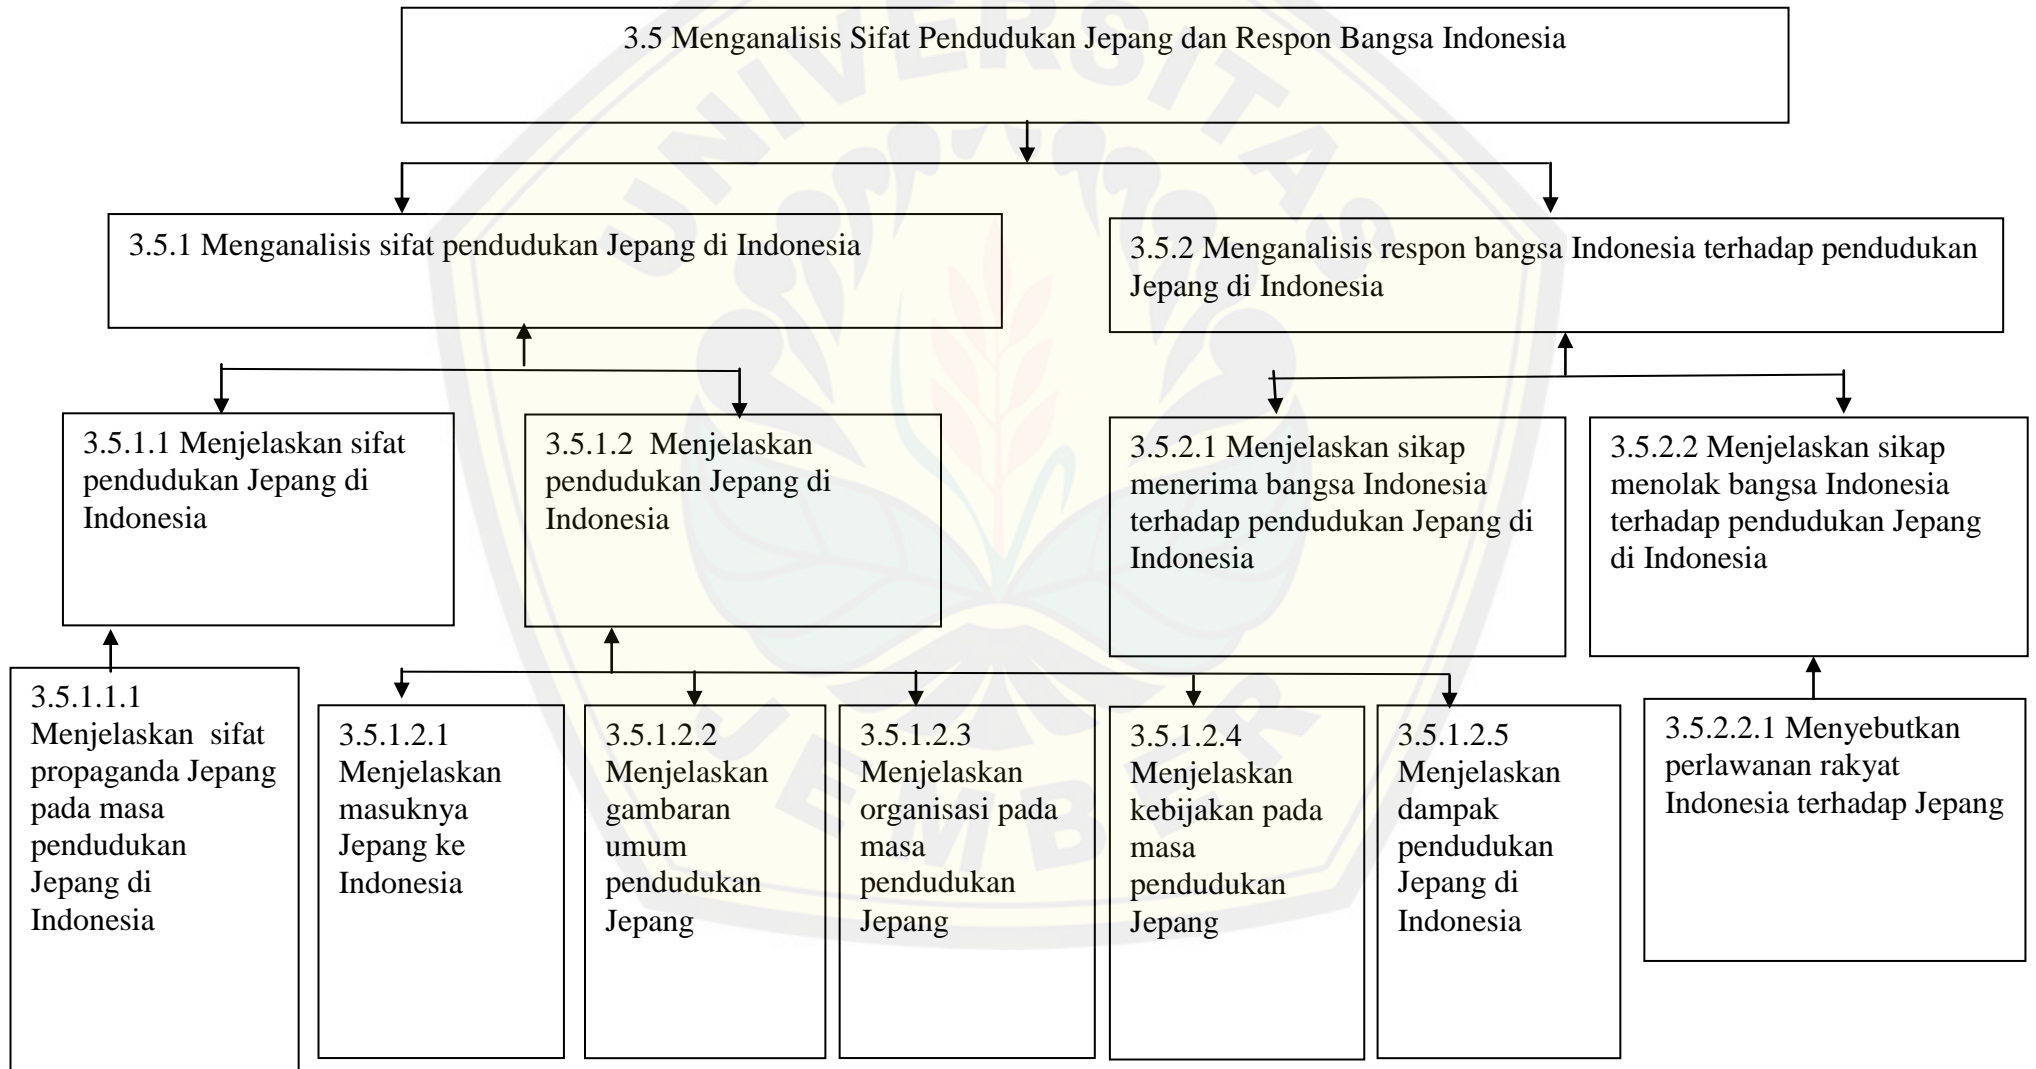 3.5 Menganalisis Sifat Pendudukan Jepang dan Respon Bangsa Indonesia
3.5.1 Menganalisis sifat pendudukan Jepang di Indonesia
3.5.2 Menganalisis respon bangsa Indonesia terhadap pendudukan
Jepang di Indonesia
3.5.1.1 Menjelaskan sifat
pendudukan Jepang di
Indonesia
3.5.1.2 Menjelaskan
pendudukan Jepang di
Indonesia
3.5.2.1 Menjelaskan sikap
menerima bangsa Indonesia
terhadap pendudukan Jepang di
Indonesia
3.5.2.2 Menjelaskan sikap
menolak bangsa Indonesia
terhadap pendudukan Jepang
di Indonesia
3.5.1.1.1
Menjelaskan sifat
propaganda Jepang
pada masa
pendudukan
Jepang di
Indonesia
3.5.1.2.1
Menjelaskan
masuknya
Jepang ke
Indonesia
3.5.1.2.2
Menjelaskan
gambaran
umum
pendudukan
Jepang
3.5.1.2.3
Menjelaskan
organisasi pada
masa
pendudukan
Jepang
3.5.1.2.4
Menjelaskan
kebijakan pada
masa
pendudukan
Jepang
3.5.1.2.5
Menjelaskan
dampak
pendudukan
Jepang di
Indonesia
3.5.2.2.1 Menyebutkan
perlawanan rakyat
Indonesia terhadap Jepang
UNIVERSITAS
JEMBER